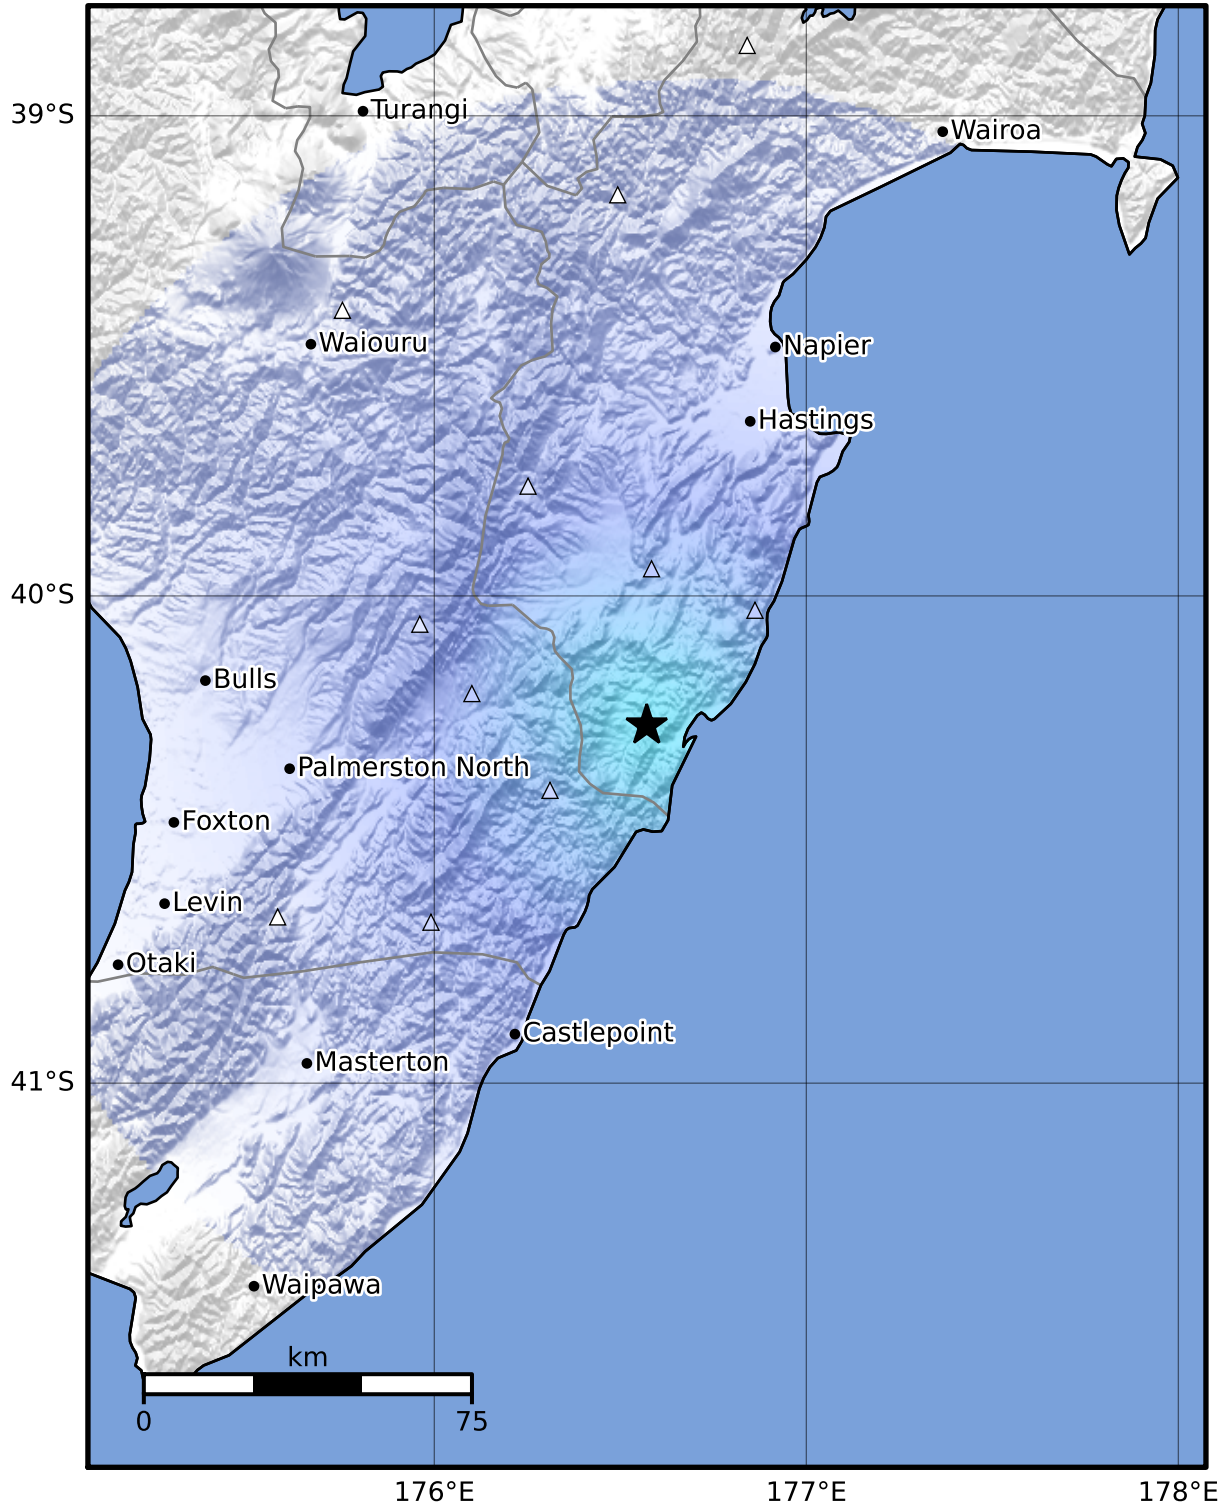 Turangi
39°S
Wairoa
Waiouru
Napier
Hastings
40°S
Bulls
Palmerston North
Foxton
Levin
Otaki
Castlepoint
Masterton
41°S
Waipawa
km
0
75
176°E
177°E
178°E